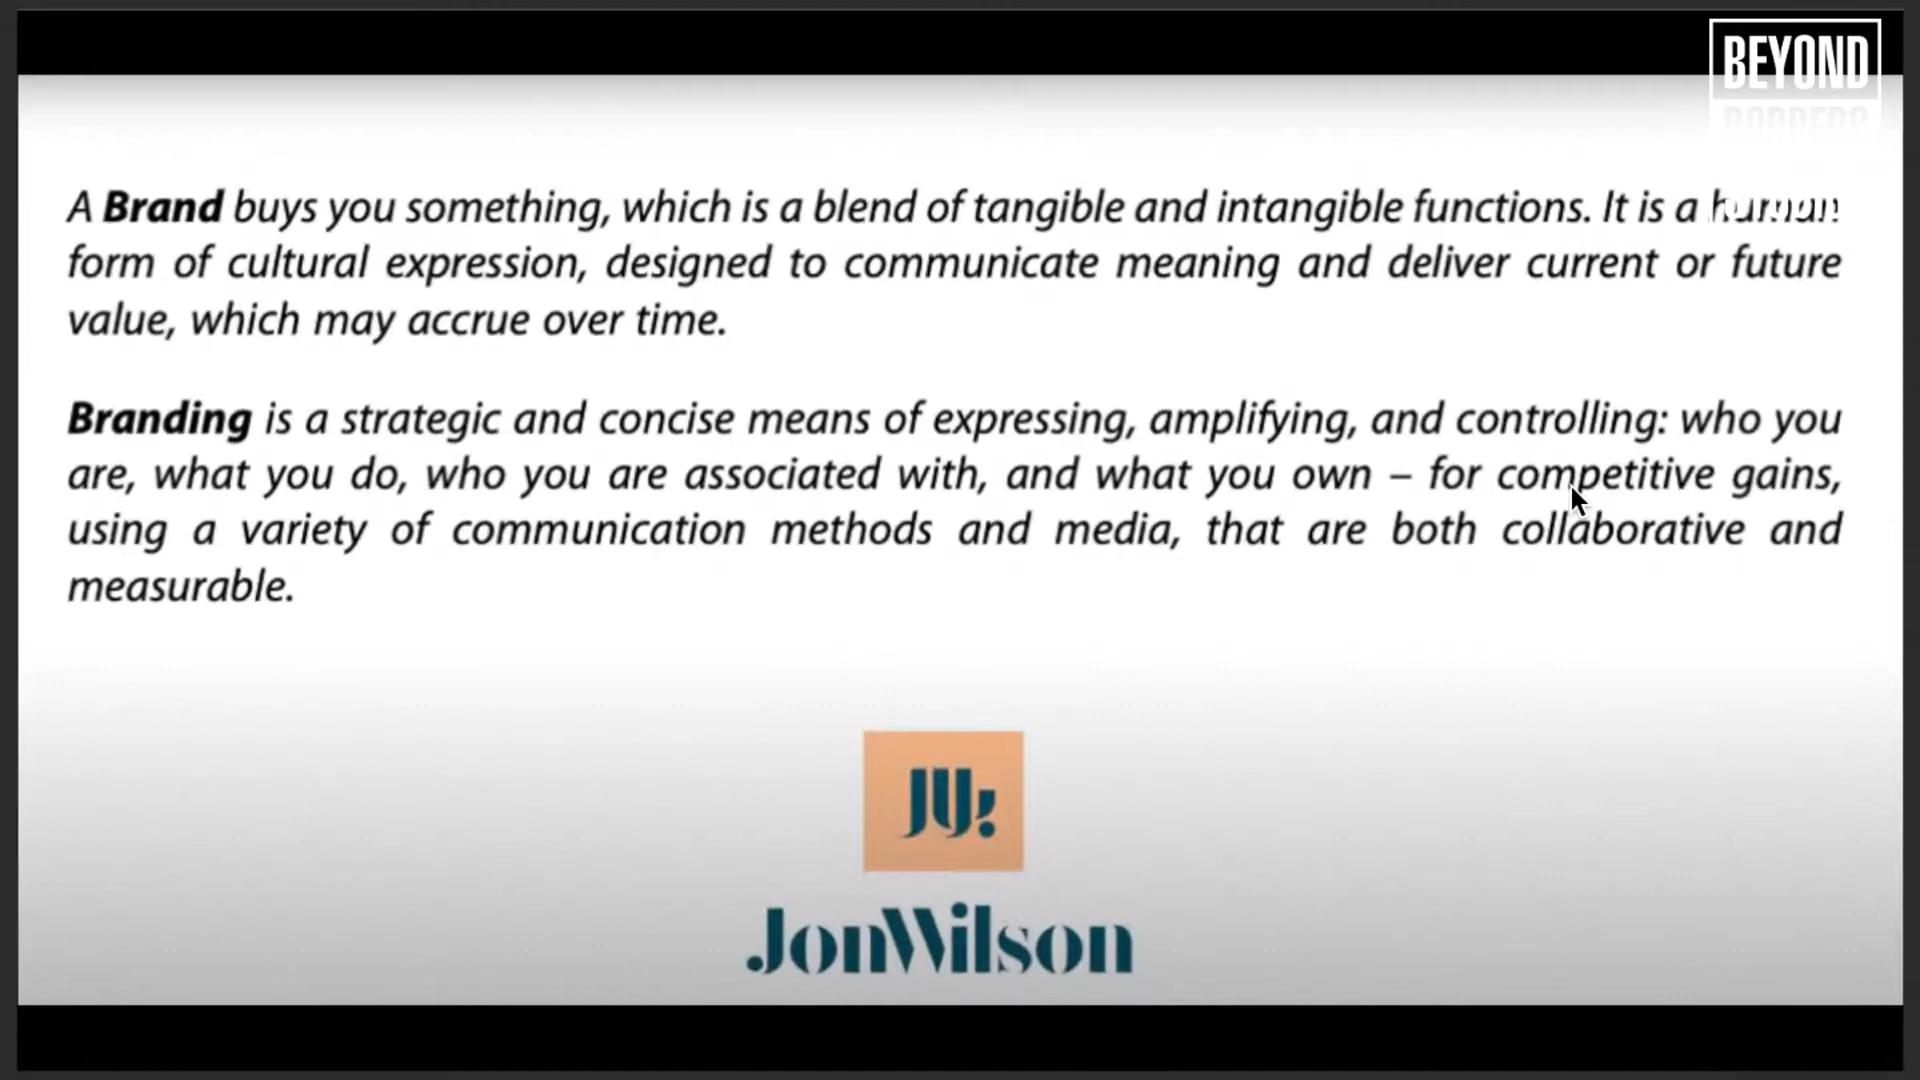 BEYOND
BORDERS
A Brand buys you something, which is a blend of tangible and intangible functions. It is a human
form of cultural expression, designed to communicate meaning and deliver current or future
value, which may accrue over time.
Branding is a strategic and concise means of expressing, amplifying, and controlling: who you
are, what you do, who you are associated with, and what you own – for competitive gains,
using a variety of communication methods and media, that are both collaborative and
measurable.
JW!
JonWilson